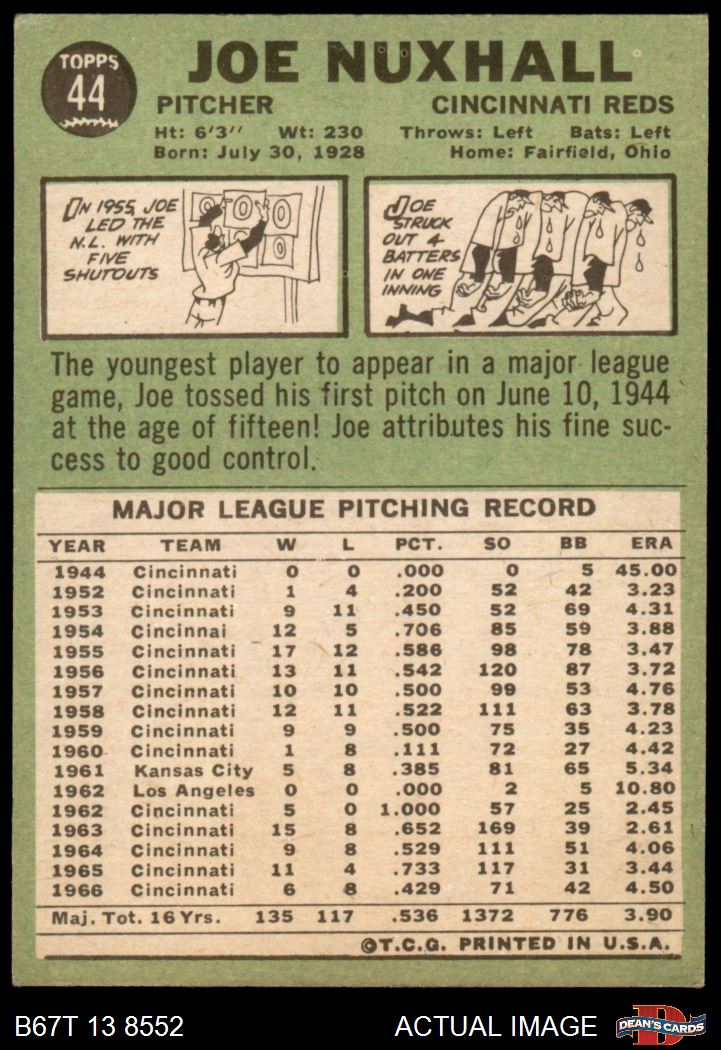 TOPPS
44
JOE NUXHALL
PITCHER CINCINNATI REDS
Ht: 6'3" Wt: 230 Throws: Left Bats: Left
Born: July 30, 1928 Home: Fairfield, Ohio
IN 1955, JOE
LED THE
N.L. WITH
FIVE
SHUTOUTS
0 0 0
0
JOE
STRUCK
OUT 4
BATTERS
IN ONE
INNING
The youngest player to appear in a major league
game, Joe tossed his first pitch on June 10, 1944
at the age of fifteen! Joe attributes his fine suc-
cess to good control.
MAJOR LEAGUE PITCHING RECORD
YEAR TEAM W L PCT. SO BB ERA
1944 Cincinnati 0 0 .000 0 5 45.00
1952 Cincinnati 1 4 .200 52 42 3.23
1953 Cincinnati 9 11 .450 52 69 4.31
1954 Cincinnai 12 5 .706 85 59 3.88
1955 Cincinnati 17 12 .586 98 78 3.47
1956 Cincinnati 13 11 .542 120 87 3.72
1957 Cincinnati 10 10 .500 99 53 4.76
1958 Cincinnati 12 11 .522 111 63 3.78
1959 Cincinnati 9 9 .500 75 35 4.23
1960 Cincinnati 1 8 .111 72 27 4.42
1961 Kansas City 5 8 .385 81 65 5.34
1962 Los Angeles 0 0 .000 2 5 10.80
1962 Cincinnati 5 0 1.000 57 25 2.45
1963 Cincinnati 15 8 .652 169 39 2.61
1964 Cincinnati 9 8 .529 111 51 4.06
1965 Cincinnati 11 4 .733 117 31 3.44
1966 Cincinnati 6 8 .429 71 42 4.50
Maj. Tot. 16 Yrs. 135 117 .536 1372 776 3.90
©T.C.G. PRINTED IN U.S.A.
B67T 13 8552 ACTUAL IMAGE D DEAN'S CARDS